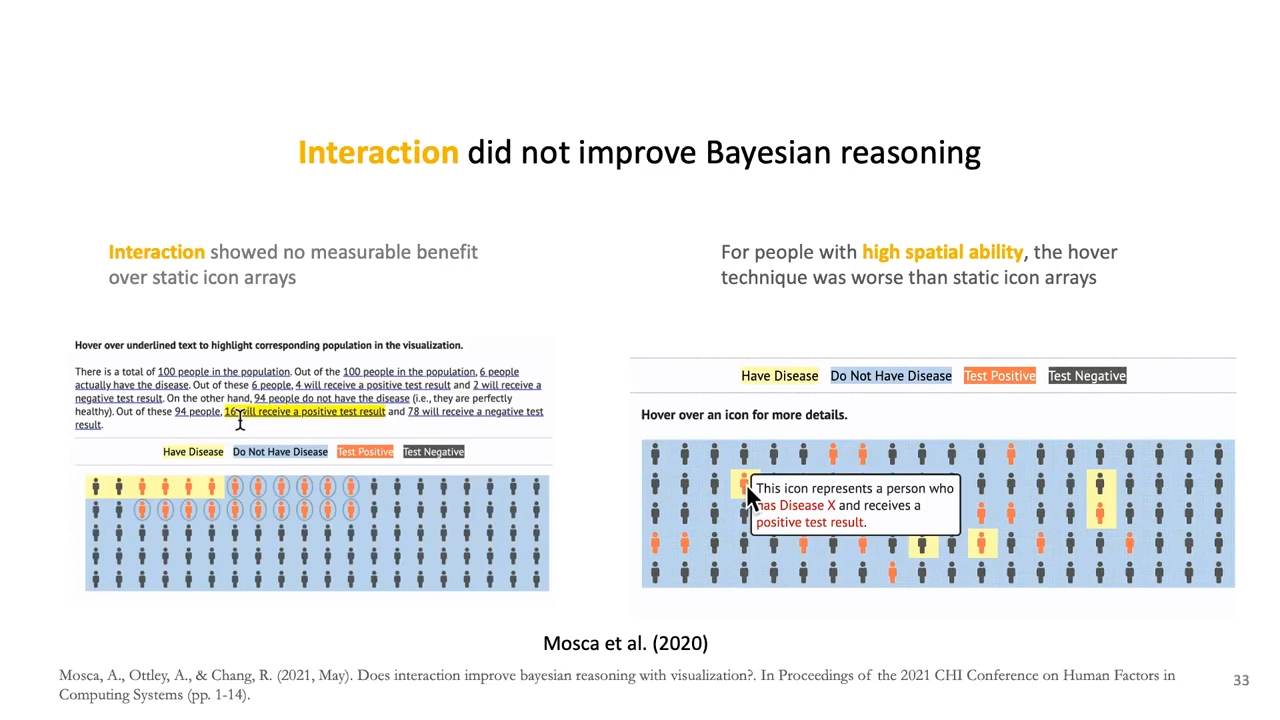 Interaction did not improve Bayesian reasoning
Interaction showed no measurable benefit
over static icon arrays
Hover over underlined text to highlight corresponding population in the visualization.
There is a total of 100 people in the population. Out of the 100 people in the population, 6 people
actually have the disease. Out of these 6 people, 4 will receive a positive test result and 2 will receive a
negative test result. On the other hand, 94 people do not have the disease (i.e., they are perfectly
healthy). Out of these 94 people, 16 will receive a positive test result and 78 will receive a negative test
result.
Have Disease Do Not Have Disease Test Positive Test Negative
For people with high spatial ability, the hover
technique was worse than static icon arrays
Have Disease Do Not Have Disease Test Positive Test Negative
Hover over an icon for more details.
This icon represents a person who
has Disease X and receives a
positive test result.
Mosca et al. (2020)
Mosca, A., Ottley, A., & Chang, R. (2021, May). Does interaction improve bayesian reasoning with visualization?. In Proceedings of the 2021 CHI Conference on Human Factors in
Computing Systems (pp. 1-14).
33